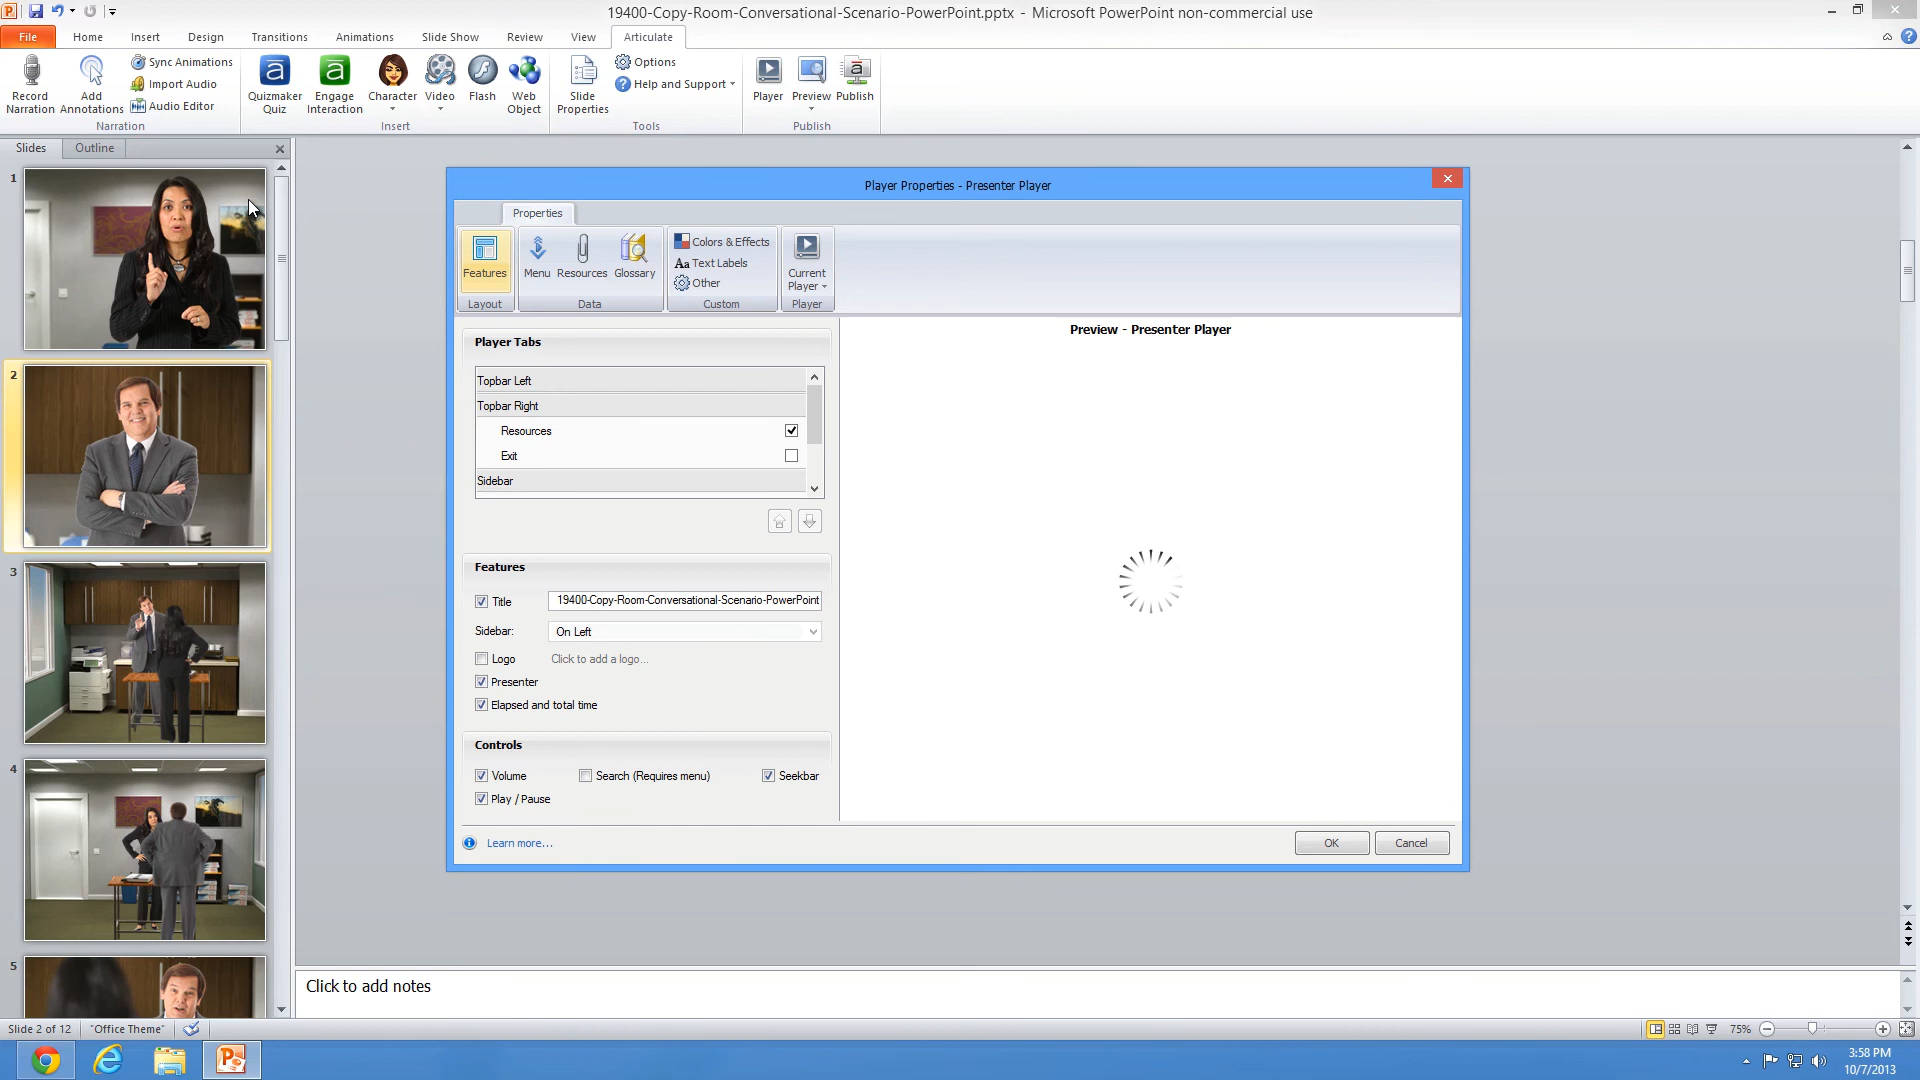 19400-Copy-Room-Conversational-Scenario-PowerPoint.pptx - Microsoft PowerPoint non-commercial use
File Home Insert Design Transitions Animations Slide Show Review View Articulate
Record Narration
Add Annotations
Sync Animations
Import Audio
Audio Editor
Narration
Quizmaker Quiz
Engage Interaction
Character
Video
Flash
Web Object
Insert
Slide Properties
Options
Help and Support
Tools
Player
Preview
Publish
Publish
Slides Outline
1
2
3
4
5
Player Properties - Presenter Player
Properties
Features
Layout
Menu
Resources
Glossary
Data
Colors & Effects
Text Labels
Other
Custom
Current Player
Player
Player Tabs
Topbar Left
Topbar Right
Resources
Exit
Sidebar
Features
Title 19400-Copy-Room-Conversational-Scenario-PowerPoint
Sidebar: On Left
Logo Click to add a logo...
Presenter
Elapsed and total time
Controls
Volume Search (Requires menu) Seekbar
Play / Pause
Learn more...
Preview - Presenter Player
OK Cancel
Click to add notes
Slide 2 of 12 "Office Theme" 75%
3:58 PM
10/7/2013